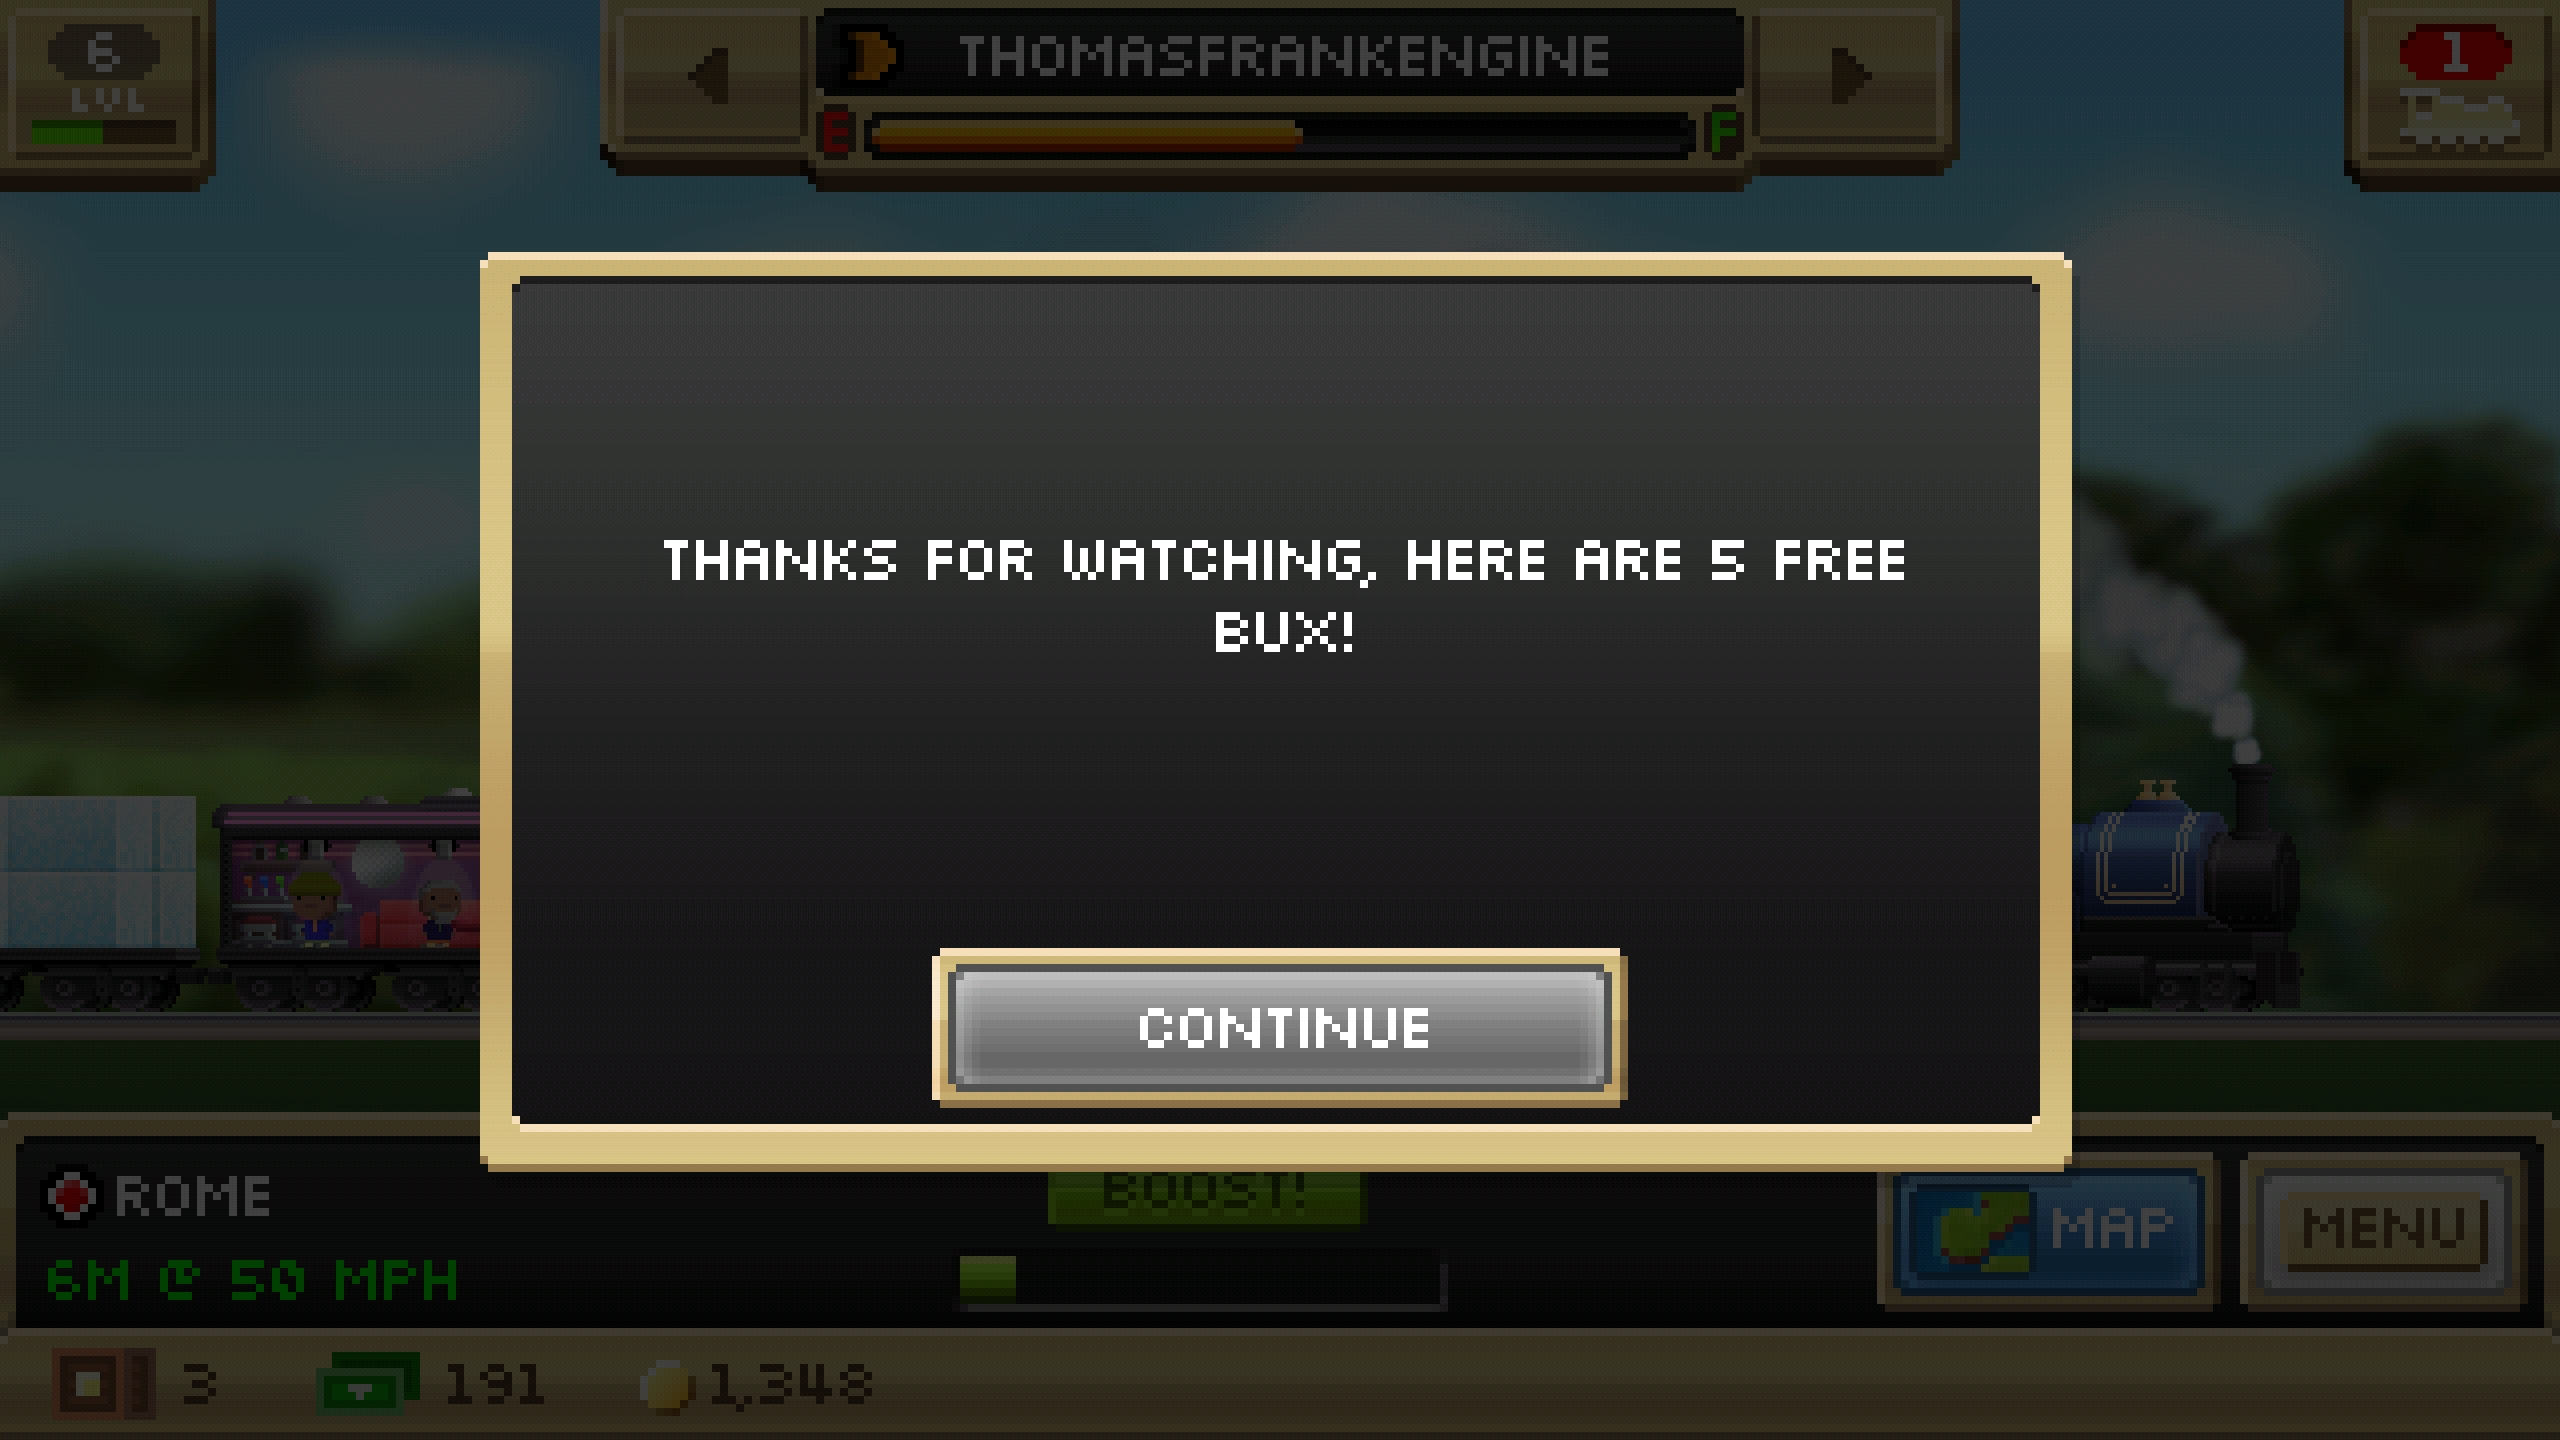 6
LVL
THOMASFRANKENGINE
E
F
1
THANKS FOR WATCHING, HERE ARE 5 FREE
BUX!
CONTINUE
ROME
BOOST!
6M @ 50 MPH
MAP
MENU
3
191
1,348